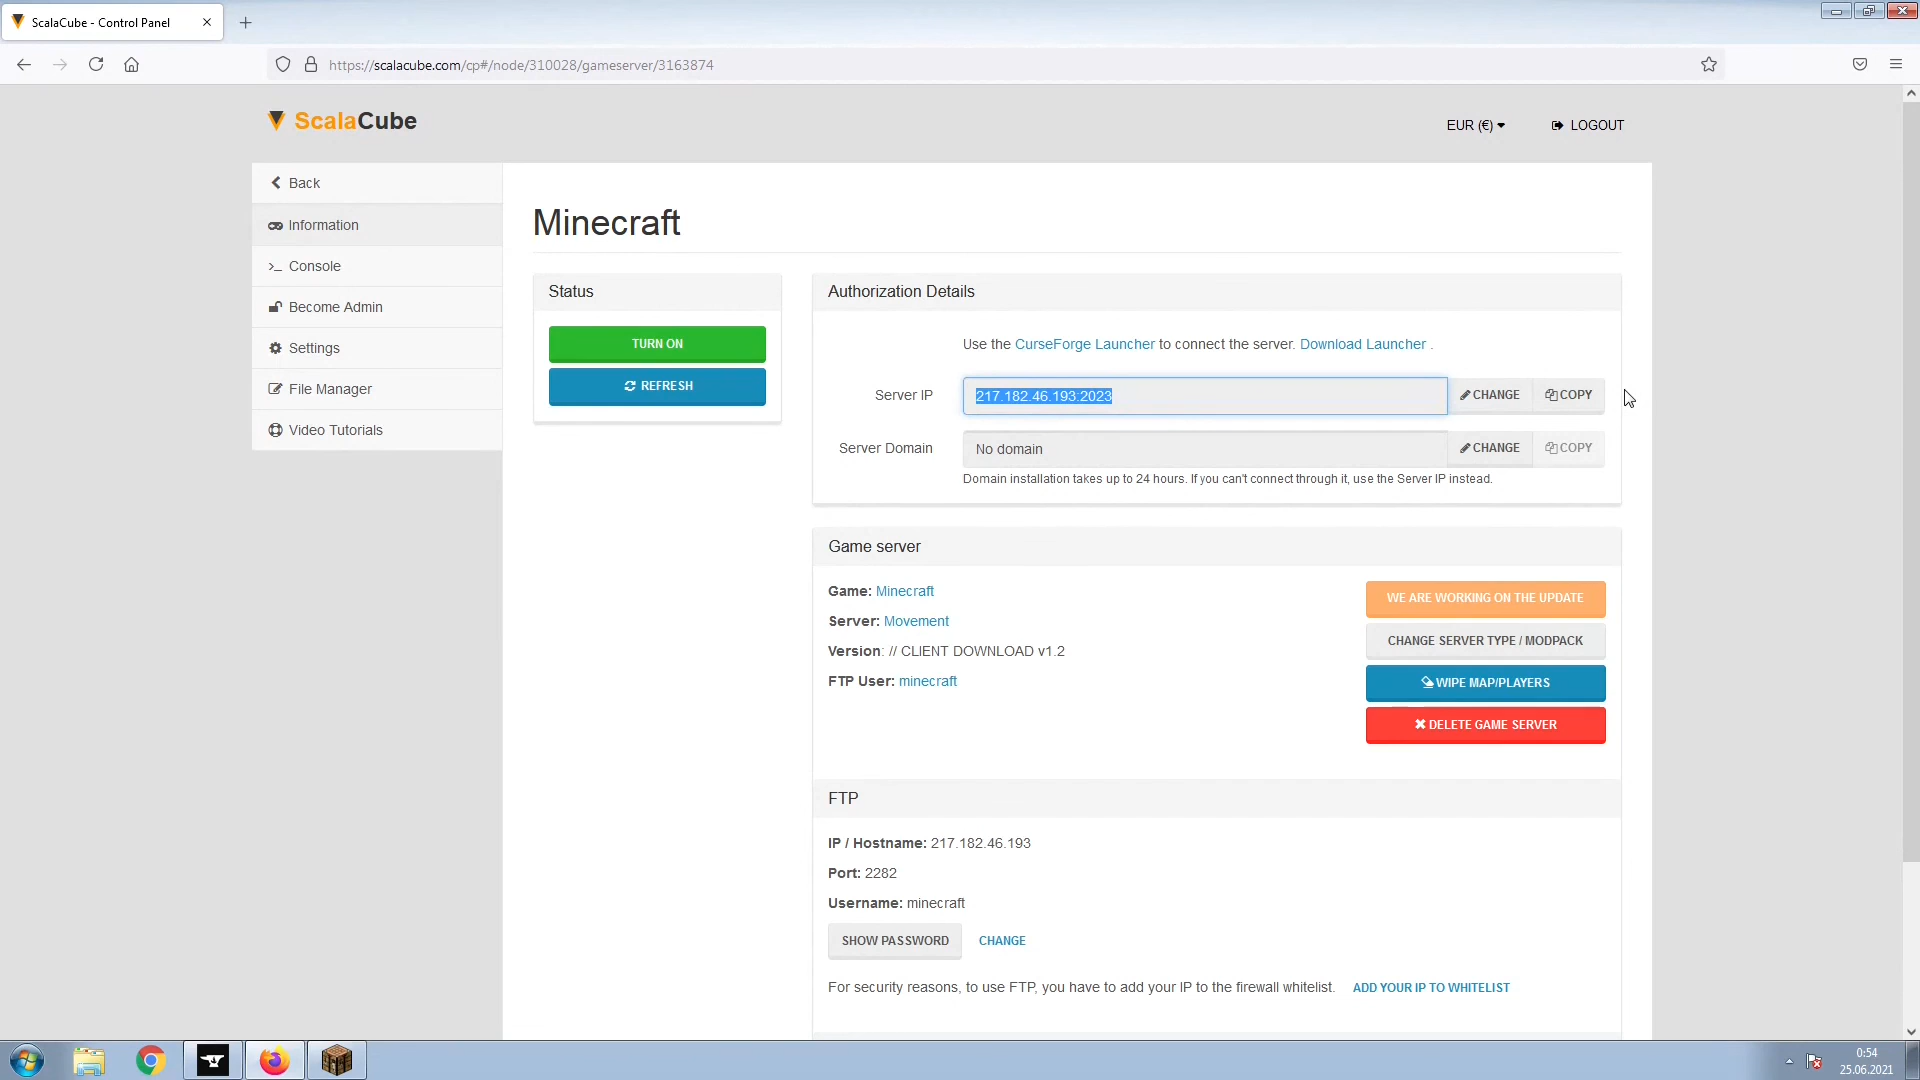 ScalaCube - Control Panel
https://scalacube.com/cp#/node/310028/gameserver/3163874
ScalaCube
EUR (€)
LOGOUT
Back
Information
Console
Become Admin
Settings
File Manager
Video Tutorials
Minecraft
Status
TURN ON
REFRESH
Authorization Details
Use the CurseForge Launcher to connect the server. Download Launcher .
Server IP
217.182.46.193:2023
CHANGE
COPY
Server Domain
No domain
CHANGE
COPY
Domain installation takes up to 24 hours. If you can't connect through it, use the Server IP instead.
Game server
Game: Minecraft
Server: Movement
Version: // CLIENT DOWNLOAD v1.2
FTP User: minecraft
WE ARE WORKING ON THE UPDATE
CHANGE SERVER TYPE / MODPACK
WIPE MAP/PLAYERS
DELETE GAME SERVER
FTP
IP / Hostname: 217.182.46.193
Port: 2282
Username: minecraft
SHOW PASSWORD
CHANGE
For security reasons, to use FTP, you have to add your IP to the firewall whitelist.
ADD YOUR IP TO WHITELIST
0:54
25.06.2021